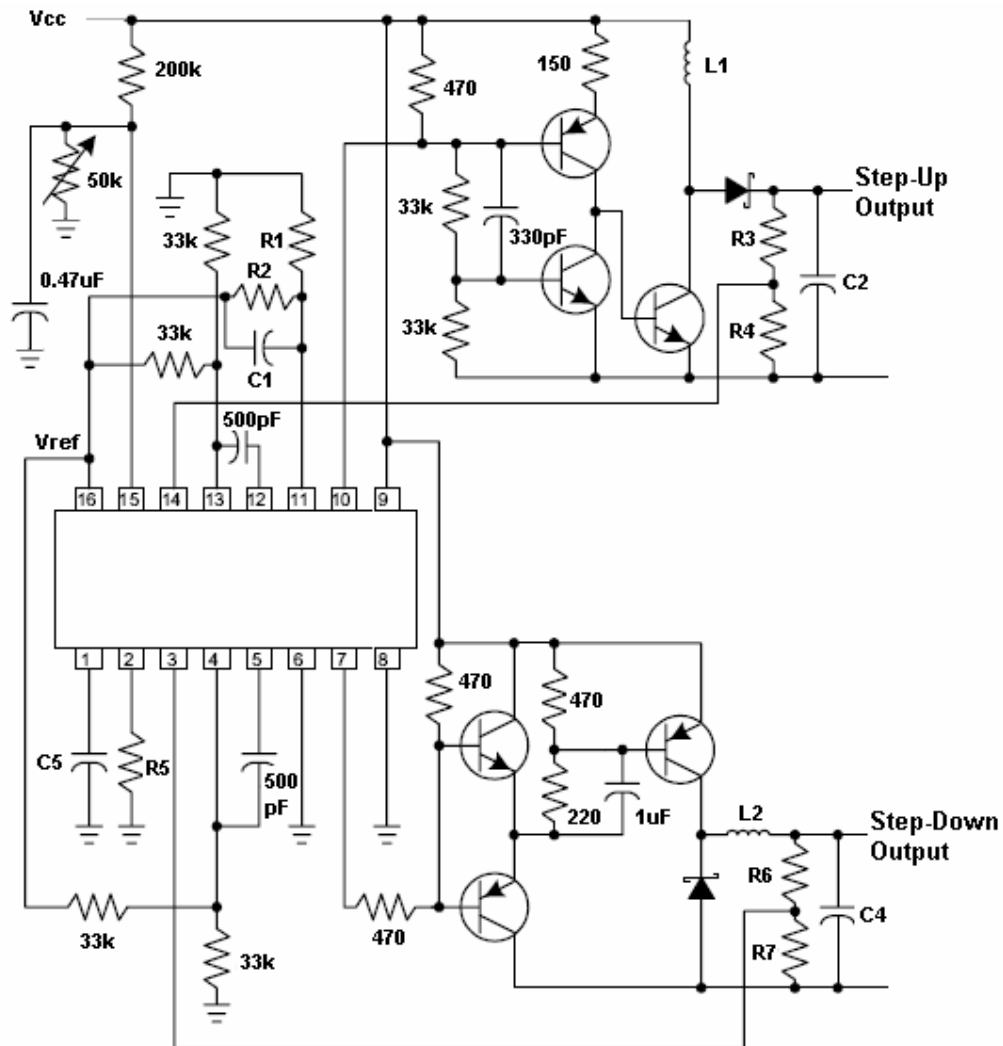 Vcc
200k
470
150
L1
50k
33k
R1
33k
330pF
Step-Up
Output
R3
0.47uF
R2
C2
33k
33k
R4
C1
500pF
Vref
16
15
14
13
12
11
10
9
1
2
3
4
5
6
7
8
470
470
C5
R5
500
pF
220
1uF
L2
Step-Down
Output
R6
C4
33k
470
R7
33k